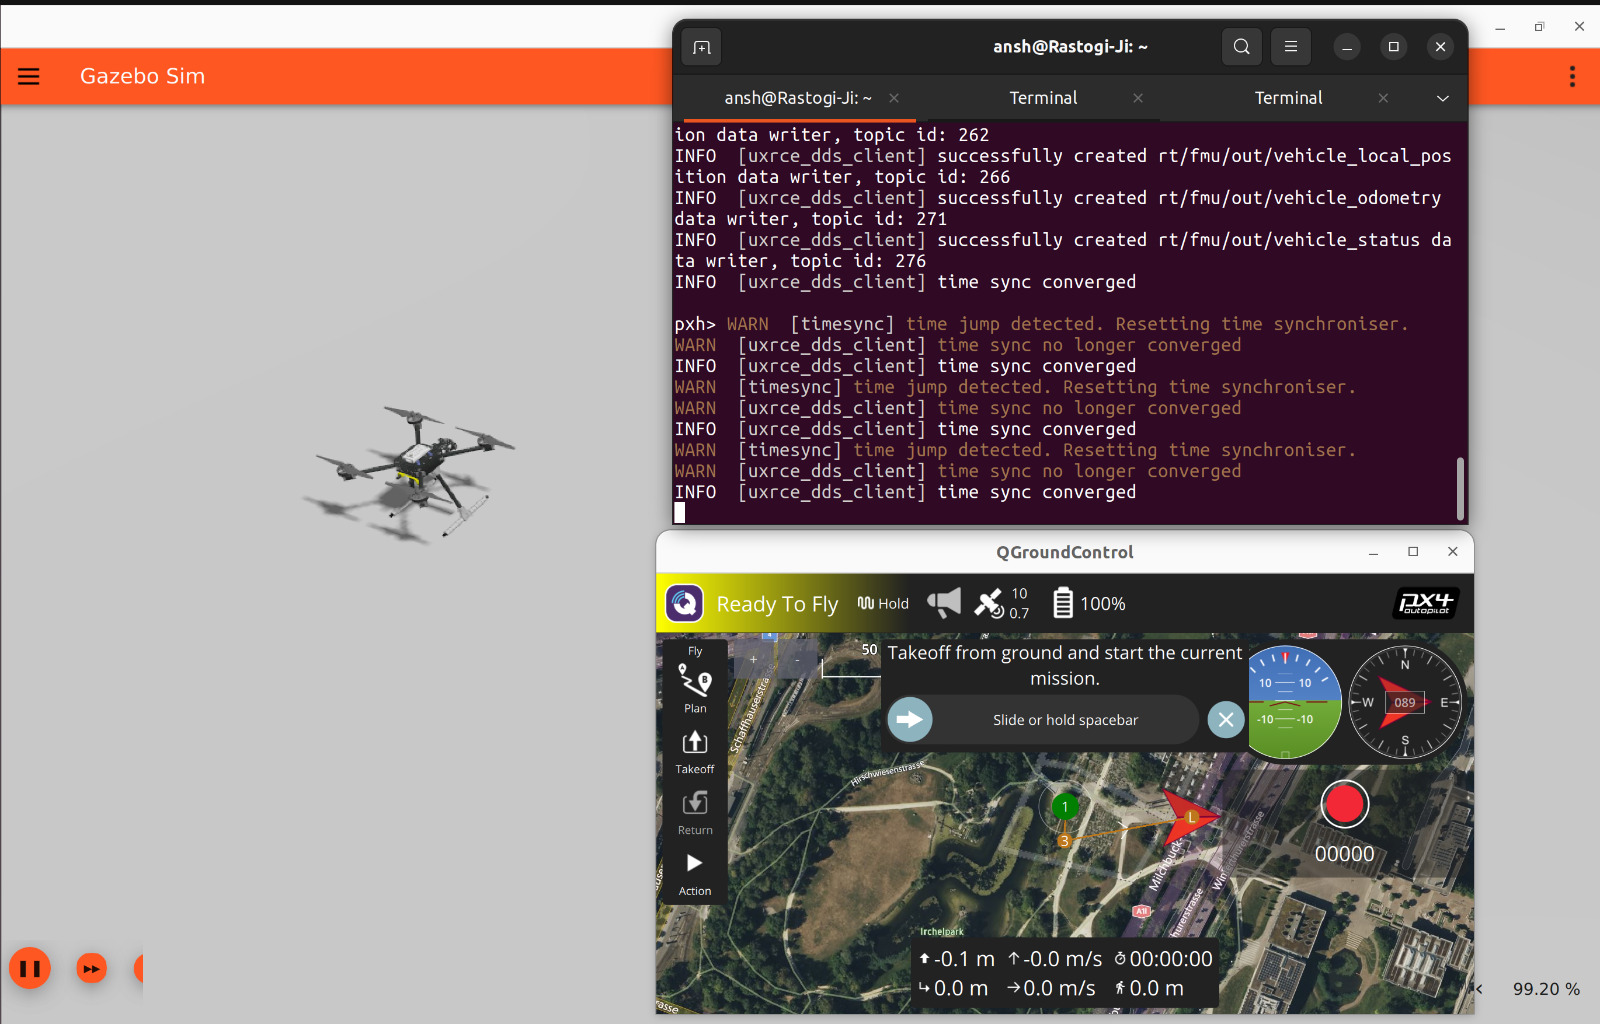 Gazebo Sim
ansh@Rastogi-Ji: ~
ansh@Rastogi-Ji: ~
Terminal
Terminal
ion data writer, topic id: 262
INFO  [uxrce_dds_client] successfully created rt/fmu/out/vehicle_local_pos
ition data writer, topic id: 266
INFO  [uxrce_dds_client] successfully created rt/fmu/out/vehicle_odometry
data writer, topic id: 271
INFO  [uxrce_dds_client] successfully created rt/fmu/out/vehicle_status da
ta writer, topic id: 276
INFO  [uxrce_dds_client] time sync converged
pxh> WARN  [timesync] time jump detected. Resetting time synchroniser.
WARN  [uxrce_dds_client] time sync no longer converged
INFO  [uxrce_dds_client] time sync converged
WARN  [timesync] time jump detected. Resetting time synchroniser.
WARN  [uxrce_dds_client] time sync no longer converged
INFO  [uxrce_dds_client] time sync converged
WARN  [timesync] time jump detected. Resetting time synchroniser.
WARN  [uxrce_dds_client] time sync no longer converged
INFO  [uxrce_dds_client] time sync converged
QGroundControl
Ready To Fly
Hold
10
0.7
100%
PX4
autopilot
Fly
Plan
Takeoff
Return
Action
+ -
50
Takeoff from ground and start the current
mission.
Slide or hold spacebar
10 10
-10 -10
N
W 089 E
S
Schaffhauserstra
Hirschwiesenstrasse
1
3
L
Milchbuck
A1l
Irchelpark
00000
-0.1 m -0.0 m/s 00:00:00
0.0 m 0.0 m/s 0.0 m
99.20 %